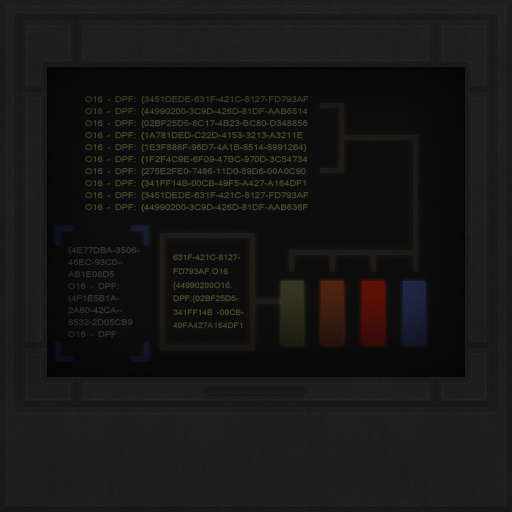 O16 - DPF: {3451DEDE-631F-421C-8127-FD793AF
O16 - DPF: {44990200-3C9D-426D-81DF-AAB6514
O16 - DPF: {02BF25D5-8C17-4B23-BC80-D348856
O16 - DPF: {1A781DED-C22D-4153-3213-A3211E
O16 - DPF: {1E3F888F-96D7-4A1B-8514-8991264}
O16 - DPF: {1F2F4C9E-6F09-47BC-970D-3C54734
O16 - DPF: {275E2FE0-7486-11D0-89D6-00A0C90
O16 - DPF: {341FF14B-00CB-49F5-A427-A164DF1
O16 - DPF: {3451DEDE-631F-421C-8127-FD793AF
O16 - DPF: {44990200-3C9D-426D-81DF-AAB636F
{4E77DBA-3506-
46EC-93C0--
AB1E08D5
O16 - DPF:
{4F1E5B1A-
2A80-42CA--
8532-2D05CB9
O16 - DPF
631F-421C-8127-
FD793AF.O16
{44990200O16.
DPF:{02BF25D5-
341FF14B -00CB-
49FA427A164DF1